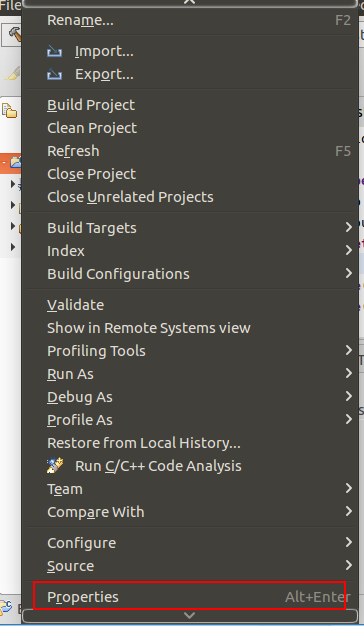 File
Rename... F2
Import...
Export...
Build Project
Clean Project
Refresh F5
Close Project
Close Unrelated Projects
Build Targets
Index
Build Configurations
Validate
Show in Remote Systems view
Profiling Tools
Run As
Debug As
Profile As
Restore from Local History...
Run C/C++ Code Analysis
Team
Compare With
Configure
Source
Properties Alt+Enter